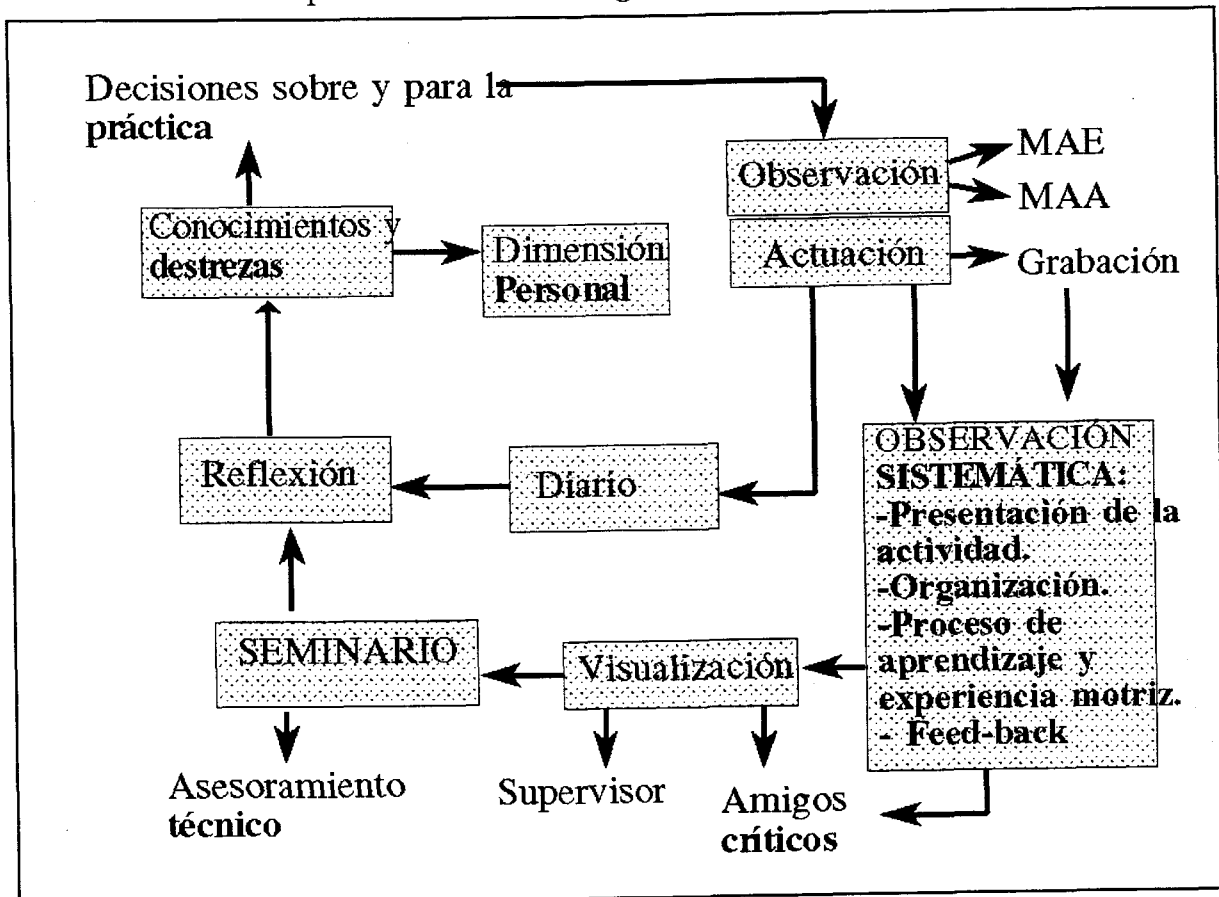 Decisiones sobre y para la
práctica
Observación
MAE
MAA
Conocimientos y
destrezas
Dimensión
Personal
Actuación
Grabación
Reflexión
Diario
OBSERVACIÓN
SISTEMÁTICA:
-Presentación de la
actividad.
-Organización.
-Proceso de
aprendizaje y
experiencia motriz.
- Feed-back
SEMINARIO
Visualización
Asesoramiento
técnico
Supervisor
Amigos
críticos